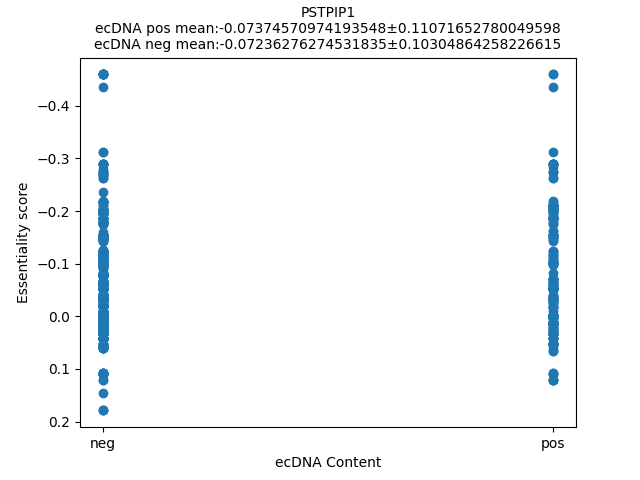 PSTPIP1
ecDNA pos mean:-0.07374570974193548±0.11071652780049598
ecDNA neg mean:-0.07236276274531835±0.10304864258226615
−0.4
−0.3
−0.2
−0.1
0.0
0.1
0.2
Essentiality score
neg pos
ecDNA Content